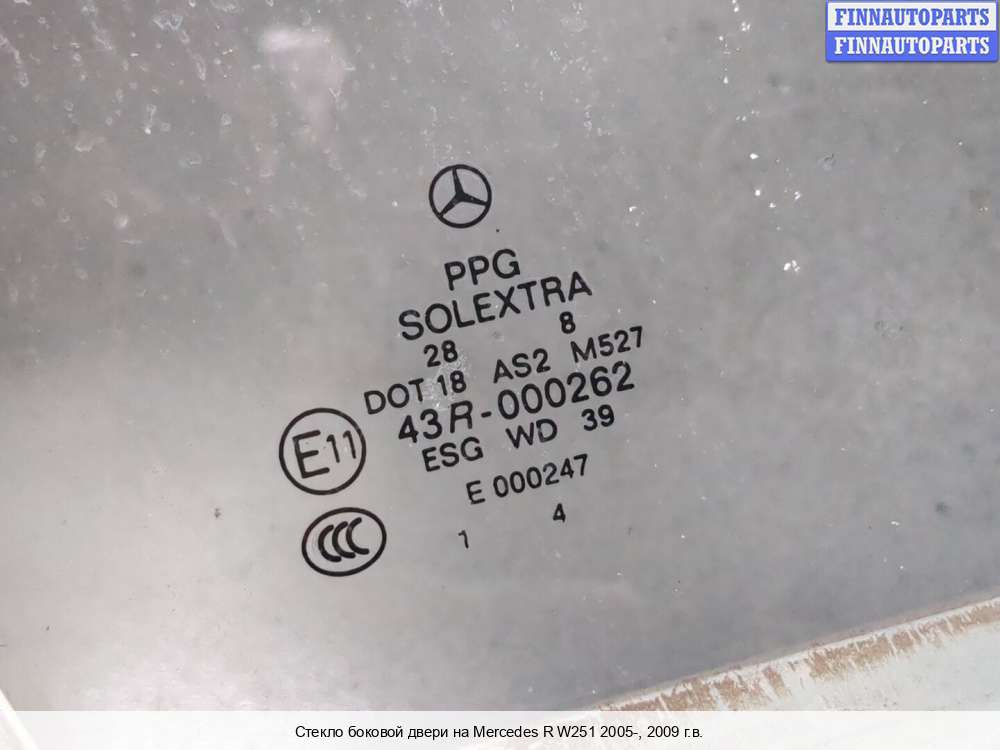 FINNAUTOPARTS
FINNAUTOPARTS
PPG
SOLEXTRA
28 8
DOT 18 AS2 M527
43R-000262
ESG WD 39
E11
E 000247
CCC
1 4
Стекло боковой двери на Mercedes R W251 2005-, 2009 г.в.